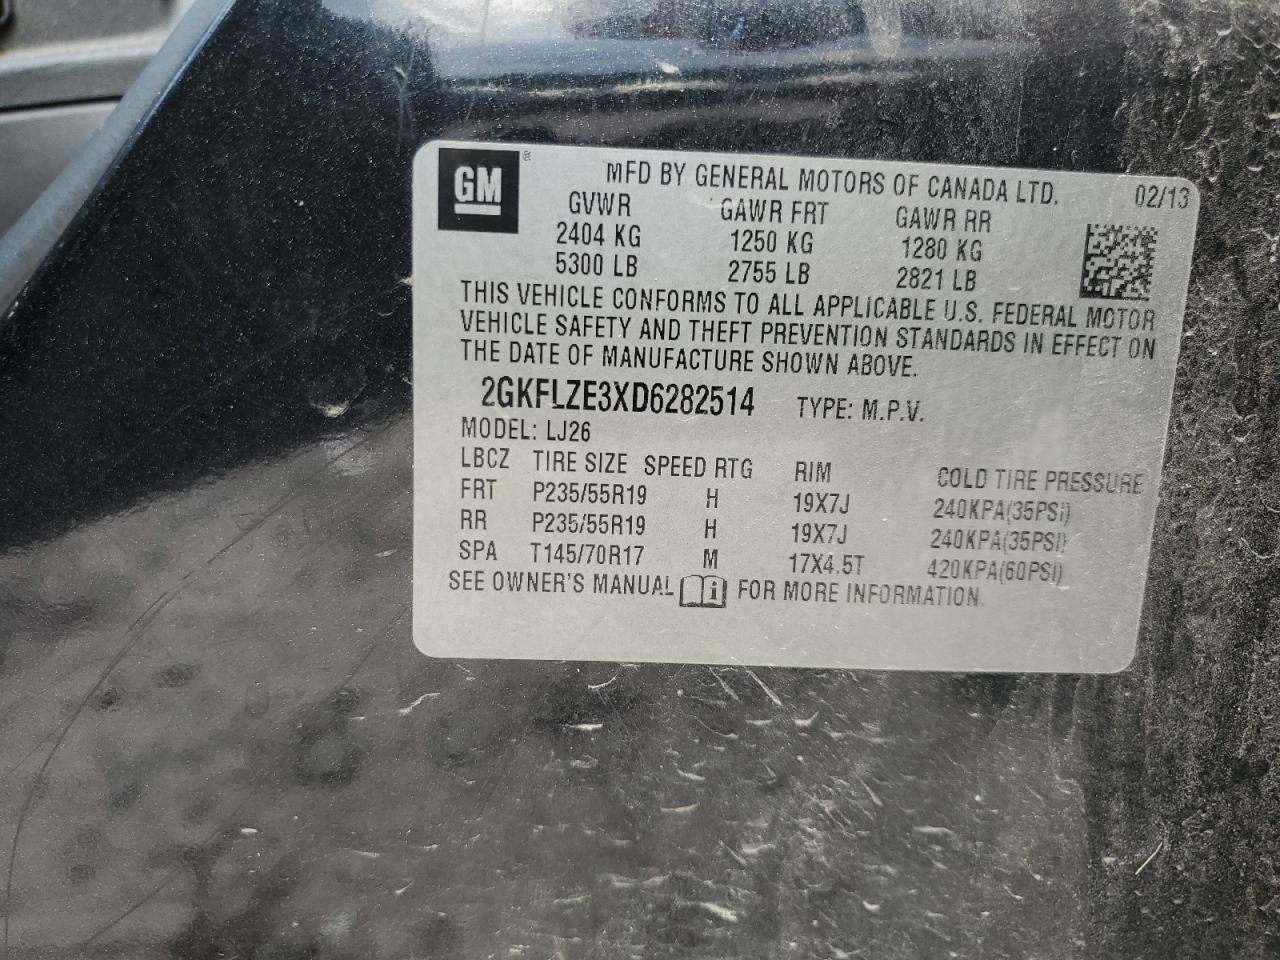 GM ® MFD BY GENERAL MOTORS OF CANADA LTD. 02/13
GVWR GAWR FRT GAWR RR
2404 KG 1250 KG 1280 KG
5300 LB 2755 LB 2821 LB
THIS VEHICLE CONFORMS TO ALL APPLICABLE U.S. FEDERAL MOTOR
VEHICLE SAFETY AND THEFT PREVENTION STANDARDS IN EFFECT ON
THE DATE OF MANUFACTURE SHOWN ABOVE.
2GKFLZE3XD6282514 TYPE: M.P.V.
MODEL: LJ26
LBCZ TIRE SIZE SPEED RTG RIM COLD TIRE PRESSURE
FRT P235/55R19 H 19X7J 240KPA(35PSI)
RR P235/55R19 H 19X7J 240KPA(35PSI)
SPA T145/70R17 M 17X4.5T 420KPA(60PSI)
SEE OWNER'S MANUAL i FOR MORE INFORMATION.